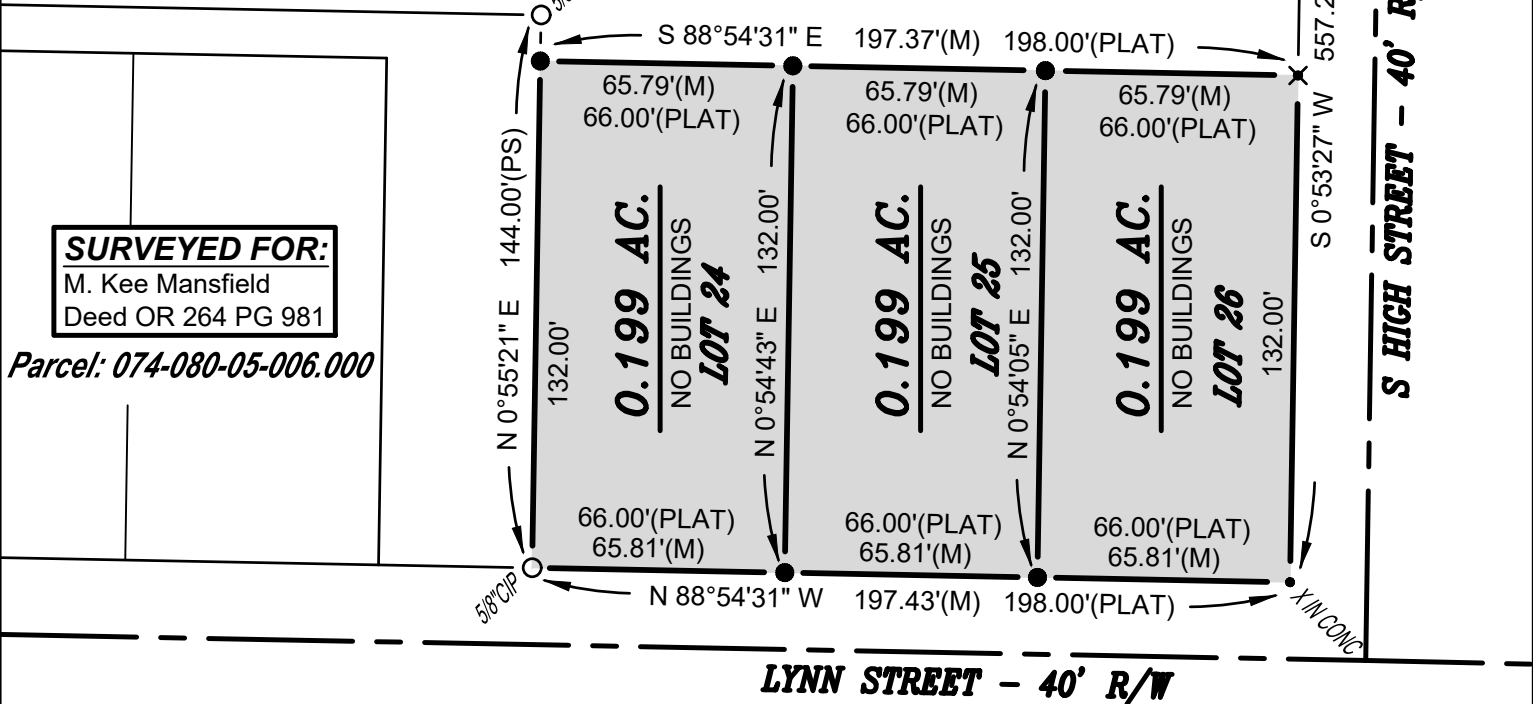 S 88°54'31" E 197.37'(M) 198.00'(PLAT)
65.79'(M)
66.00'(PLAT)
65.79'(M)
66.00'(PLAT)
65.79'(M)
66.00'(PLAT)
N 0°55'21" E 144.00'(PS)
132.00'
0.199 AC.
NO BUILDINGS
LOT 24
N 0°54'43" E 132.00'
0.199 AC.
NO BUILDINGS
LOT 25
N 0°54'05" E 132.00'
0.199 AC.
NO BUILDINGS
LOT 26
132.00'
S 0°53'27" W 557.2
S HIGH STREET - 40' R/
SURVEYED FOR:
M. Kee Mansfield
Deed OR 264 PG 981
Parcel: 074-080-05-006.000
66.00'(PLAT)
65.81'(M)
66.00'(PLAT)
65.81'(M)
66.00'(PLAT)
65.81'(M)
5/8"CIP
N 88°54'31" W 197.43'(M) 198.00'(PLAT)
X IN CONC
LYNN STREET - 40' R/W